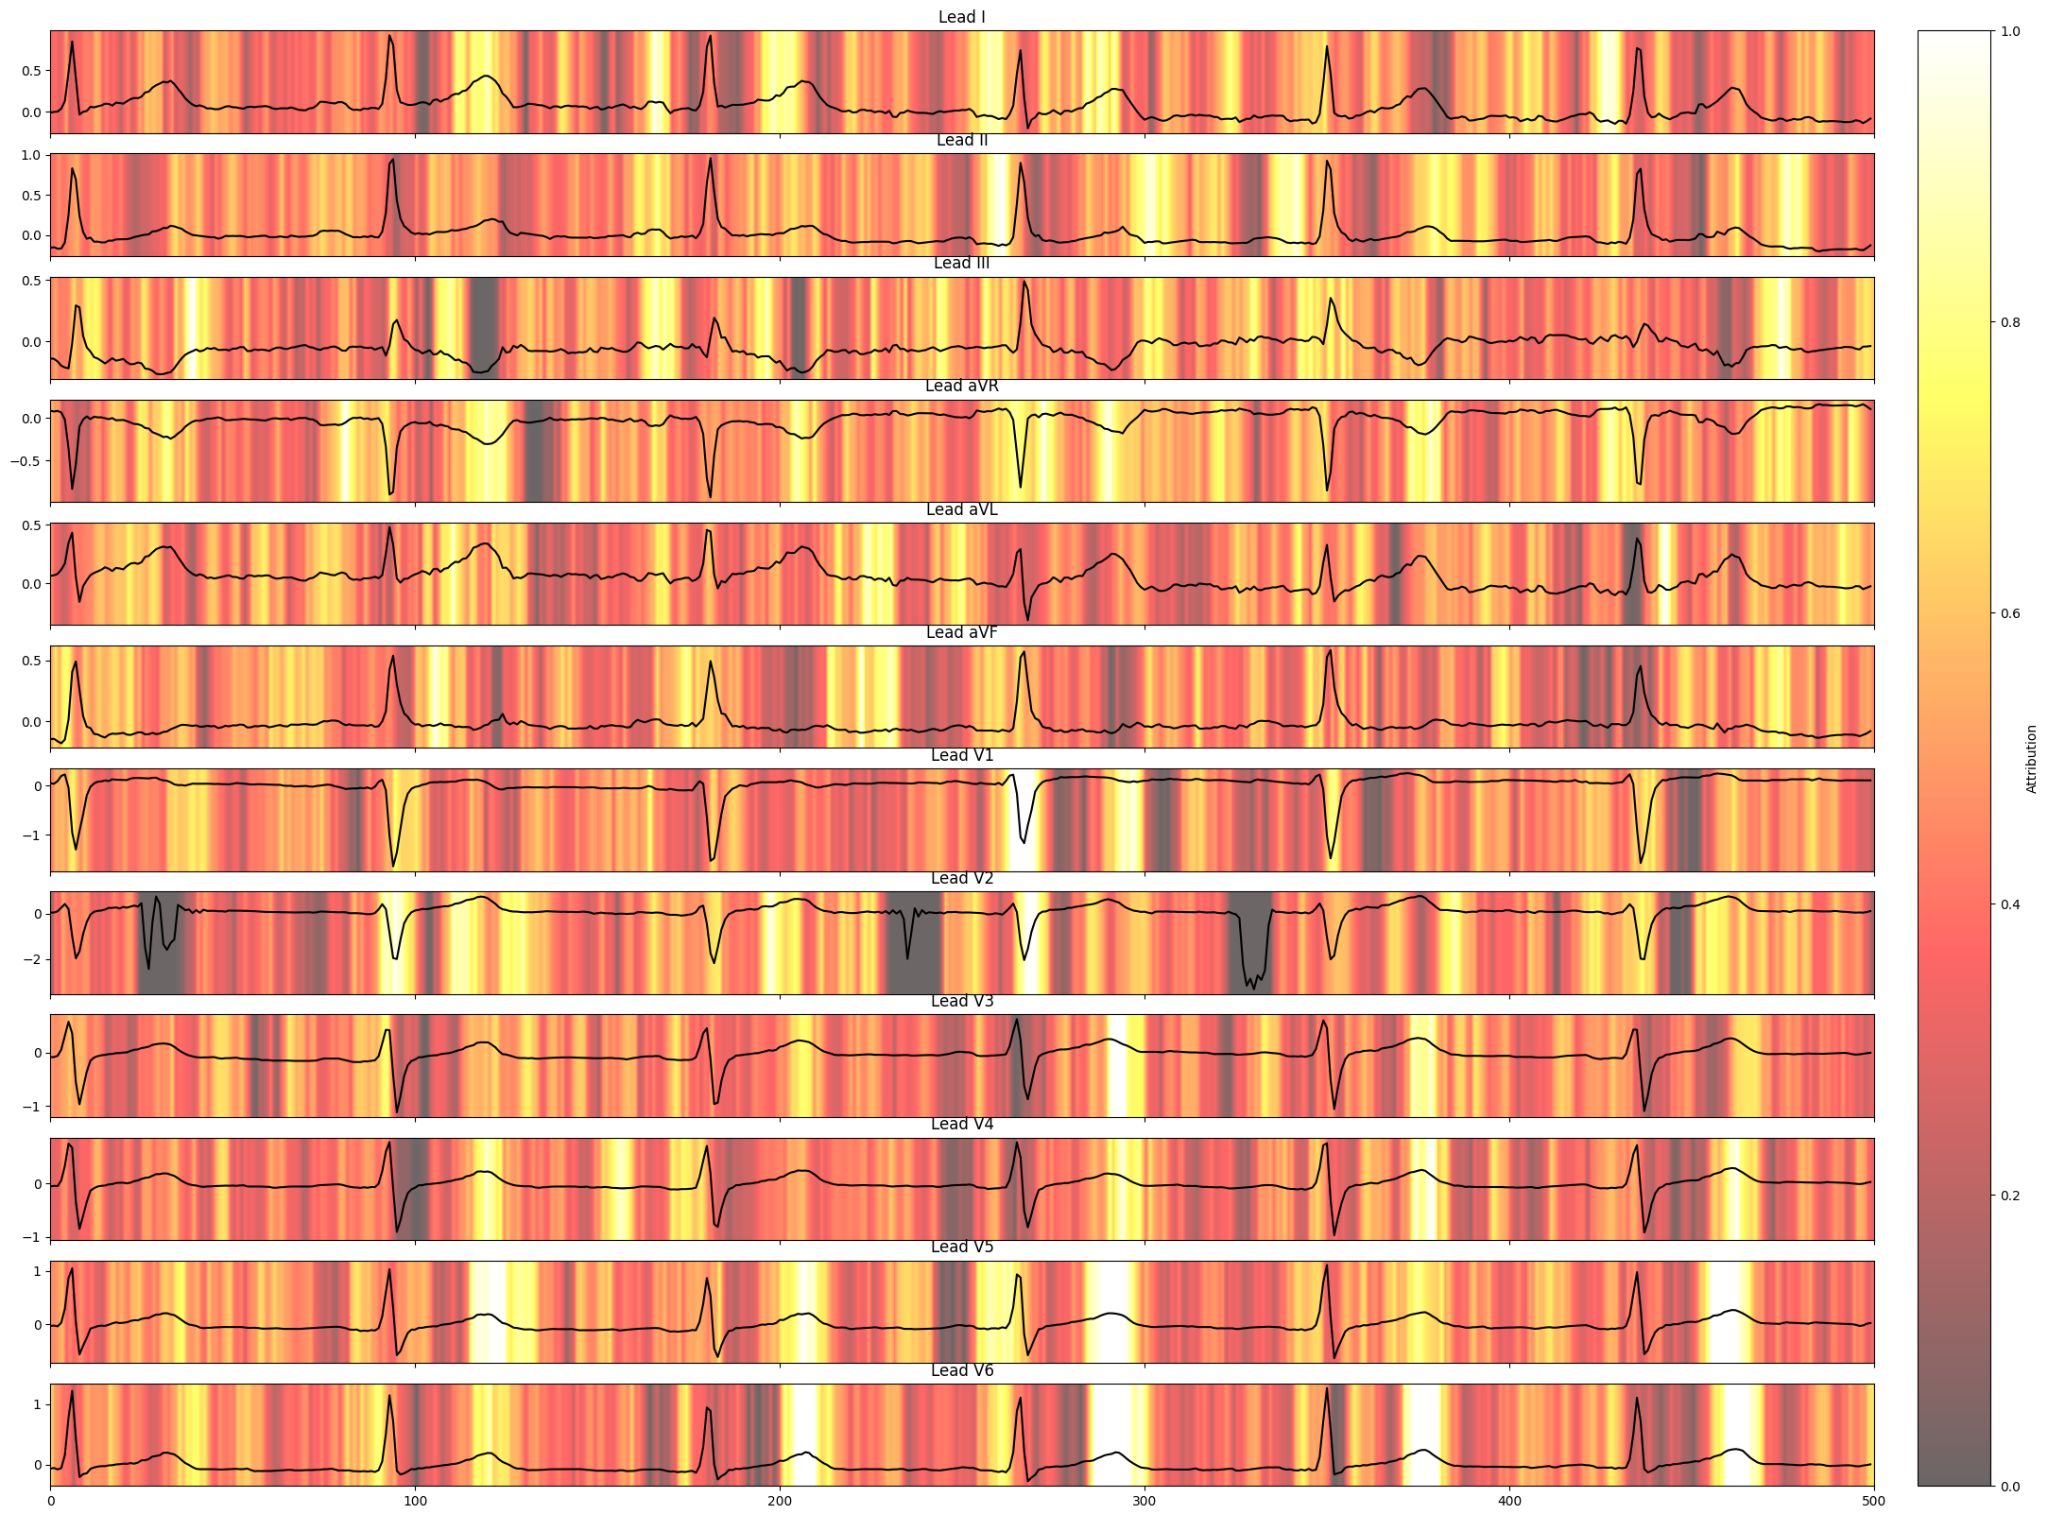 Lead I
1.0
0.5
0.0
Lead II
1.0
0.5
0.0
Lead III
0.5
0.0
0.8
Lead aVR
0.0
−0.5
Lead aVL
0.5
0.0
0.6
Lead aVF
0.5
0.0
Attribution
Lead V1
0
−1
Lead V2
0
−2
0.4
Lead V3
0
−1
Lead V4
0
−1
0.2
Lead V5
1
0
Lead V6
1
0
0.0
0 100 200 300 400 500